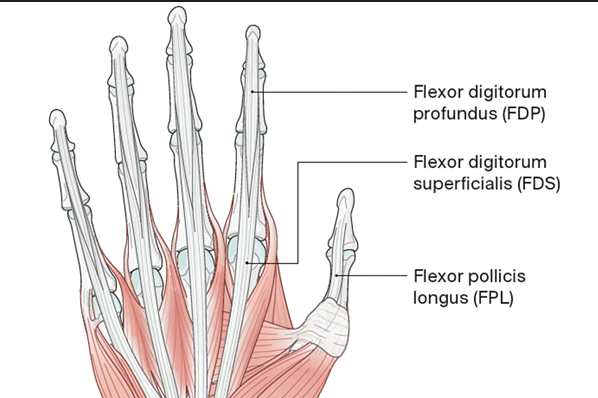 Flexor digitorum
profundus (FDP)
Flexor digitorum
superficialis (FDS)
Flexor pollicis
longus (FPL)